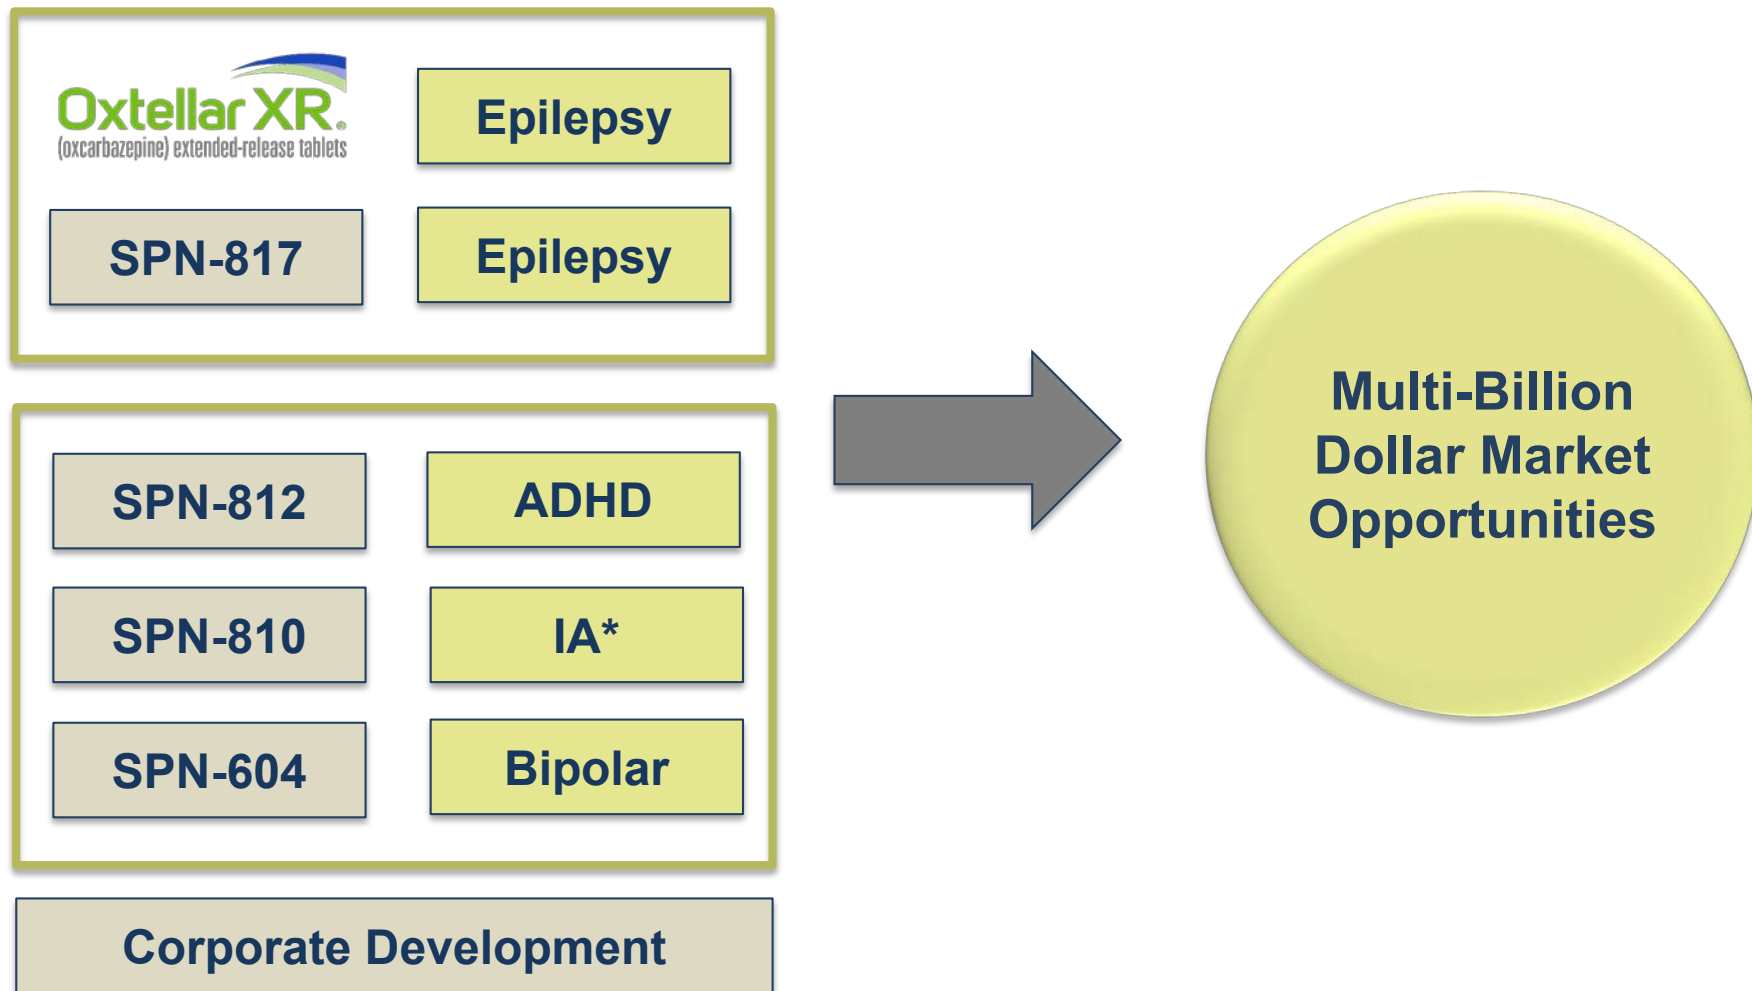 Oxtellar XR.
(oxcarbazepine) extended-release tablets
Epilepsy
SPN-817
Epilepsy
SPN-812
ADHD
SPN-810
IA*
SPN-604
Bipolar
Corporate Development
Multi-Billion
Dollar Market
Opportunities